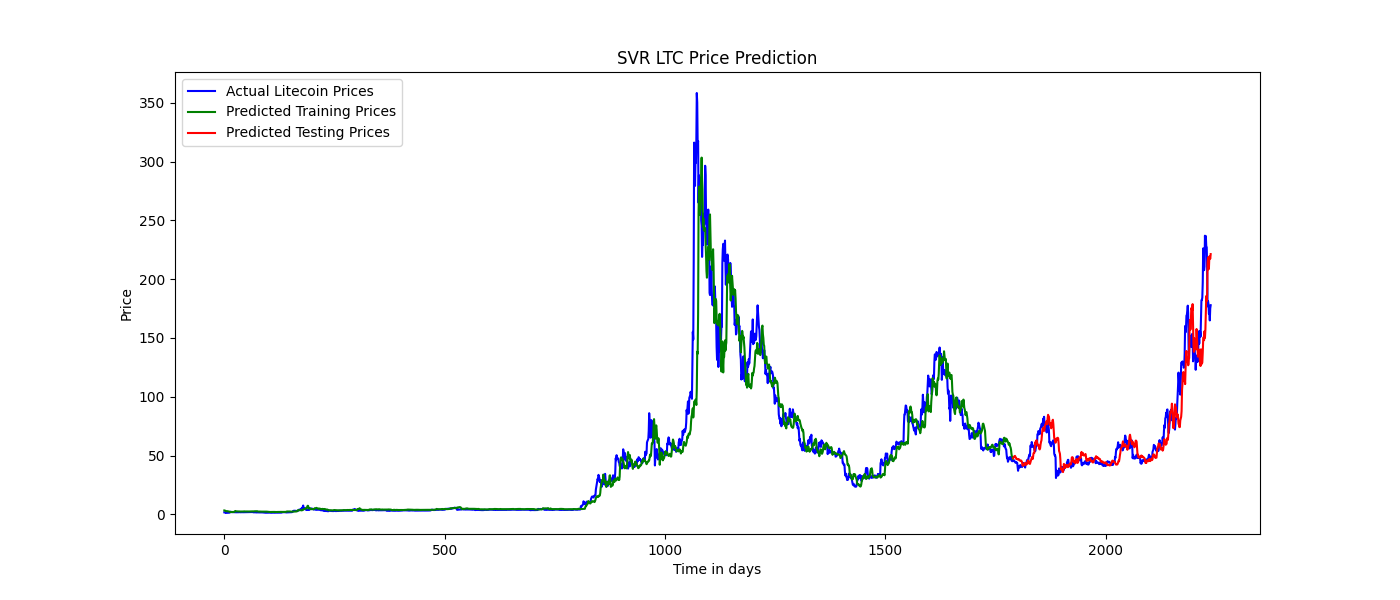 SVR LTC Price Prediction
Actual Litecoin Prices
Predicted Training Prices
Predicted Testing Prices
Price
350
300
250
200
150
100
50
0
0 500 1000 1500 2000
Time in days